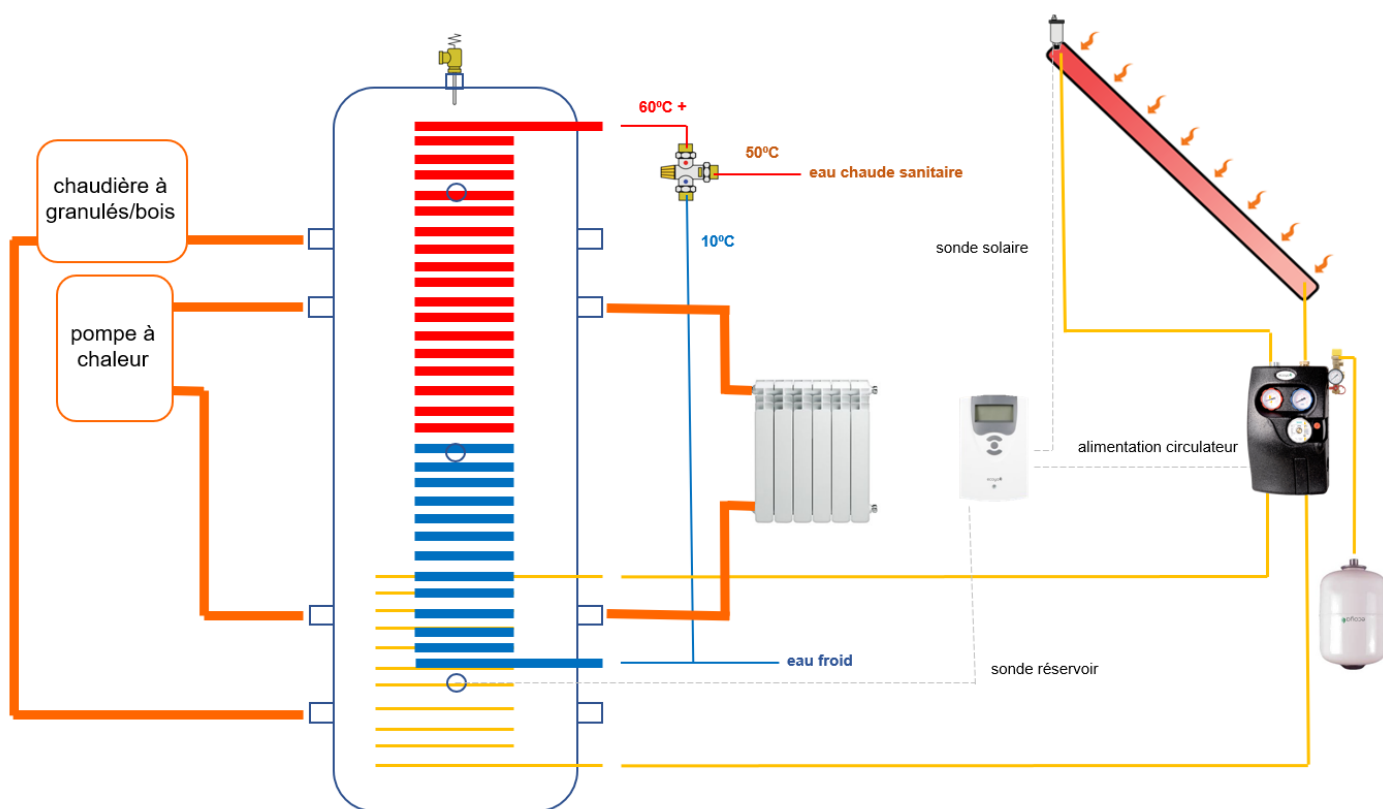 60ºC +
50ºC
eau chaude sanitaire
chaudière à
granulés/bois
10ºC
sonde solaire
pompe à
chaleur
alimentation circulateur
eau froid
sonde réservoir